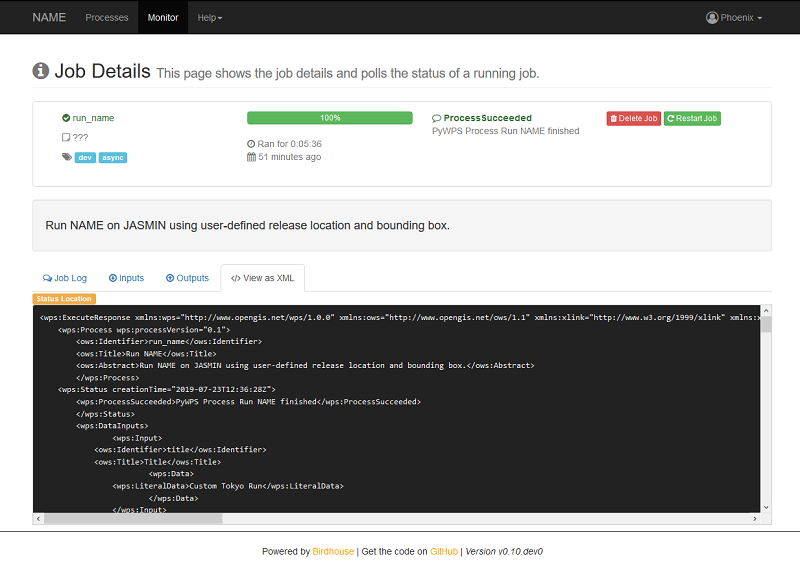 NAME Processes Monitor Help Phoenix
Job Details This page shows the job details and polls the status of a running job.
run_name 100% ProcessSucceeded Delete Job Restart Job
??? PyWPS Process Run NAME finished
Ran for 0:05:36
dev async 51 minutes ago
Run NAME on JASMIN using user-defined release location and bounding box.
Job Log Inputs Outputs </> View as XML
Status Location
<wps:ExecuteResponse xmlns:wps="http://www.opengis.net/wps/1.0.0" xmlns:ows="http://www.opengis.net/ows/1.1" xmlns:xlink="http://www.w3.org/1999/xlink" xmlns:x
<wps:Process wps:processVersion="0.1">
<ows:Identifier>run_name</ows:Identifier>
<ows:Title>Run NAME</ows:Title>
<ows:Abstract>Run NAME on JASMIN using user-defined release location and bounding box.</ows:Abstract>
</wps:Process>
<wps:Status creationTime="2019-07-23T12:36:28Z">
<wps:ProcessSucceeded>PyWPS Process Run NAME finished</wps:ProcessSucceeded>
</wps:Status>
<wps:DataInputs>
<wps:Input>
<ows:Identifier>title</ows:Identifier>
<ows:Title>Title</ows:Title>
<wps:Data>
<wps:LiteralData>Custom Tokyo Run</wps:LiteralData>
</wps:Data>
</wps:Input>
Powered by Birdhouse | Get the code on GitHub | Version v0.10.dev0